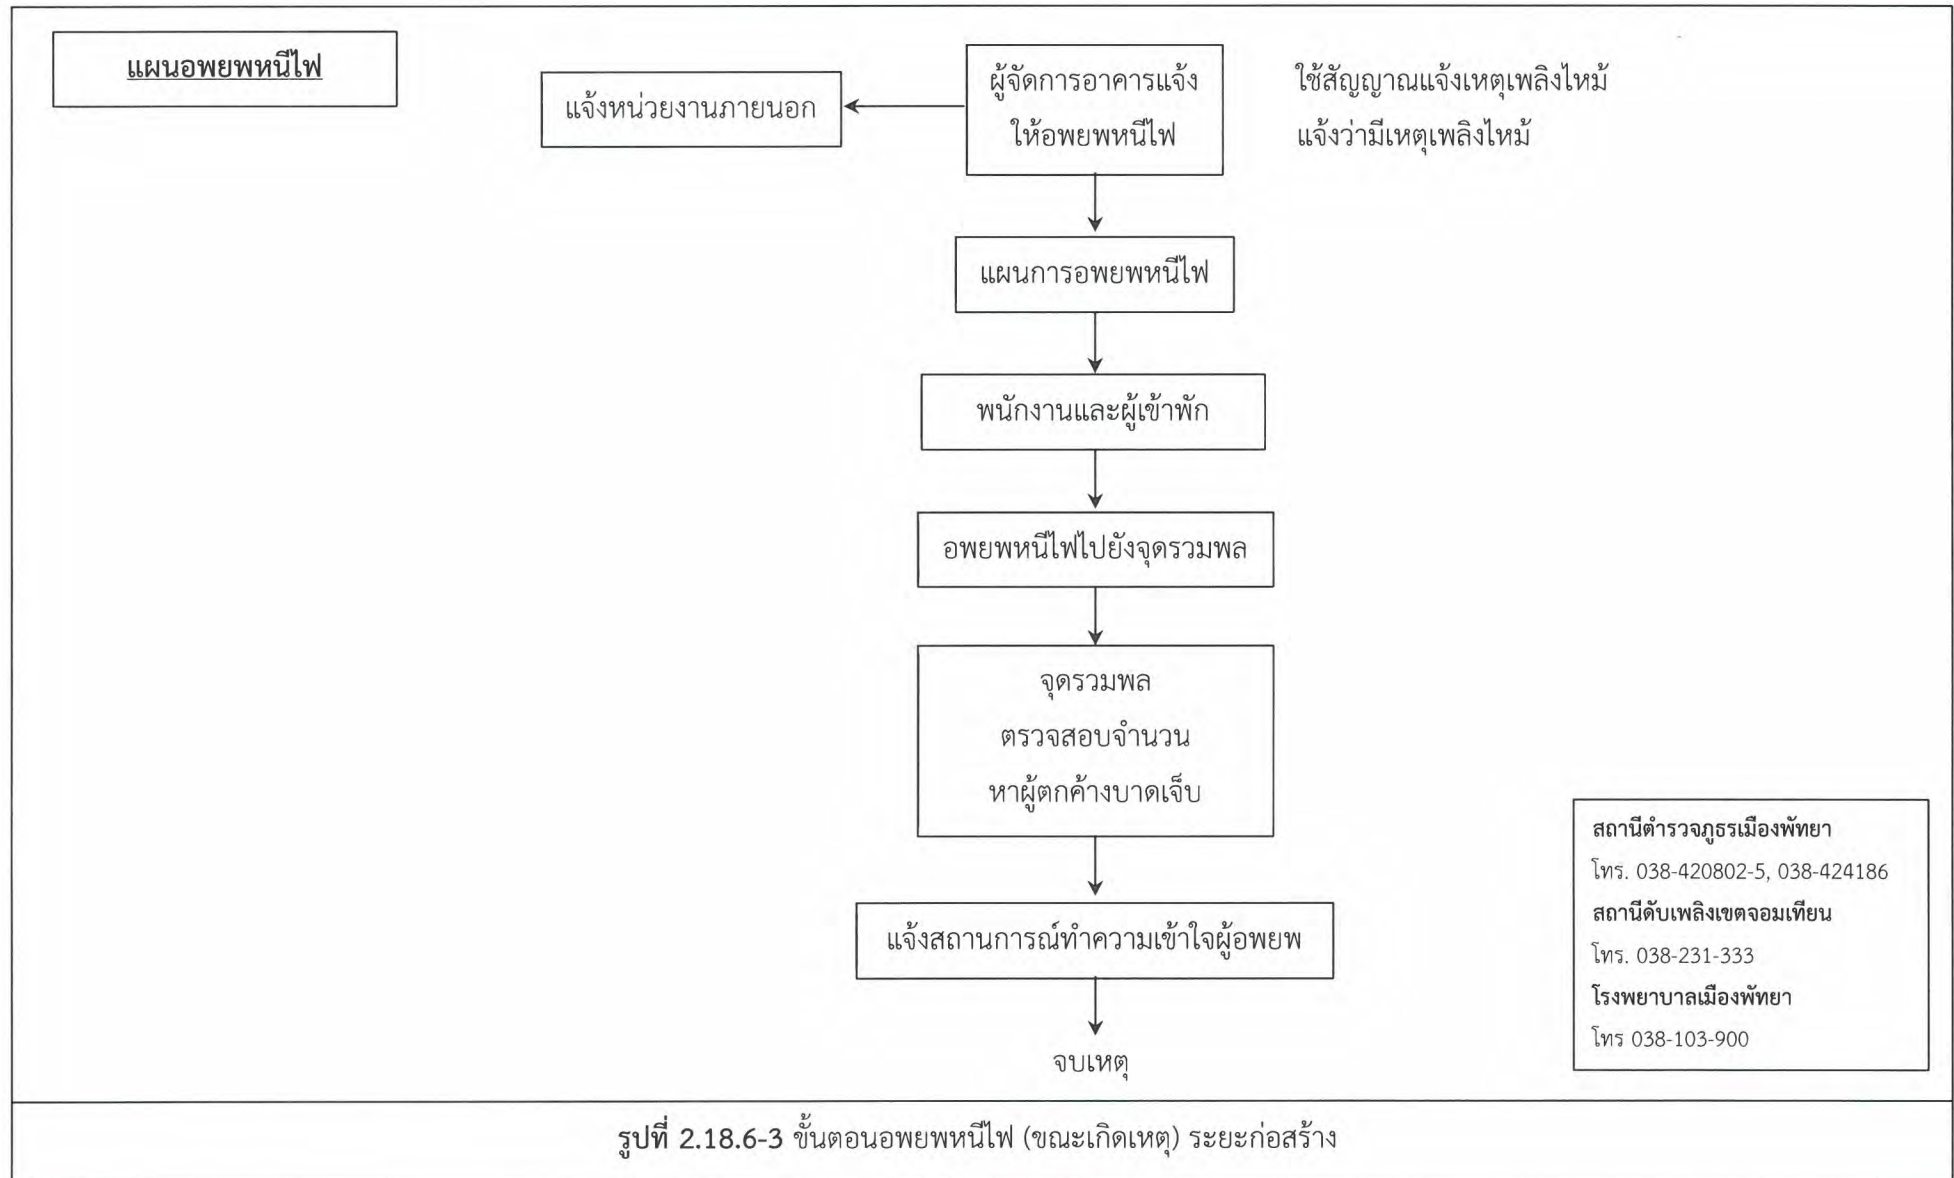 แผนอพยพหนีไฟ
แจ้งหน่วยงานภายนอก
ผู้จัดการอาคารแจ้ง
ให้อพยพหนีไฟ
ใช้สัญญาณแจ้งเหตุเพลิงไหม้
แจ้งว่ามีเหตุเพลิงไหม้
แผนการอพยพหนีไฟ
พนักงานและผู้เข้าพัก
อพยพหนีไฟไปยังจุดรวมพล
จุดรวมพล
ตรวจสอบจำนวน
หาผู้ตกค้างบาดเจ็บ
แจ้งสถานการณ์ทำความเข้าใจผู้อพยพ
จบเหตุ
สถานีตำรวจภูธรเมืองพัทยา
โทร. 038-420802-5, 038-424186
สถานีดับเพลิงเขตจอมเทียน
โทร. 038-231-333
โรงพยาบาลเมืองพัทยา
โทร 038-103-900
รูปที่ 2.18.6-3 ขั้นตอนอพยพหนีไฟ (ขณะเกิดเหตุ) ระยะก่อสร้าง